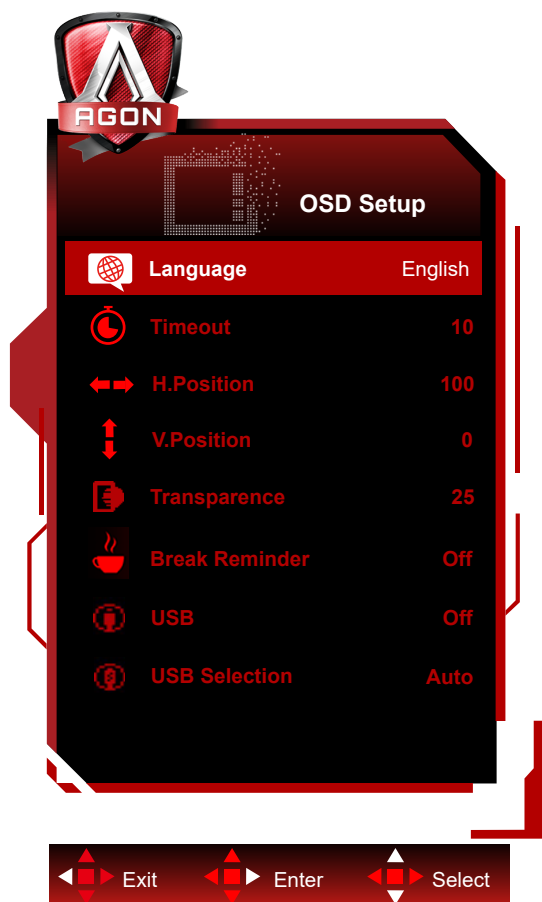 AGON
OSD Setup
Language English
Timeout 10
H.Position 100
V.Position 0
Transparence 25
Break Reminder Off
USB Off
USB Selection Auto
Exit Enter Select